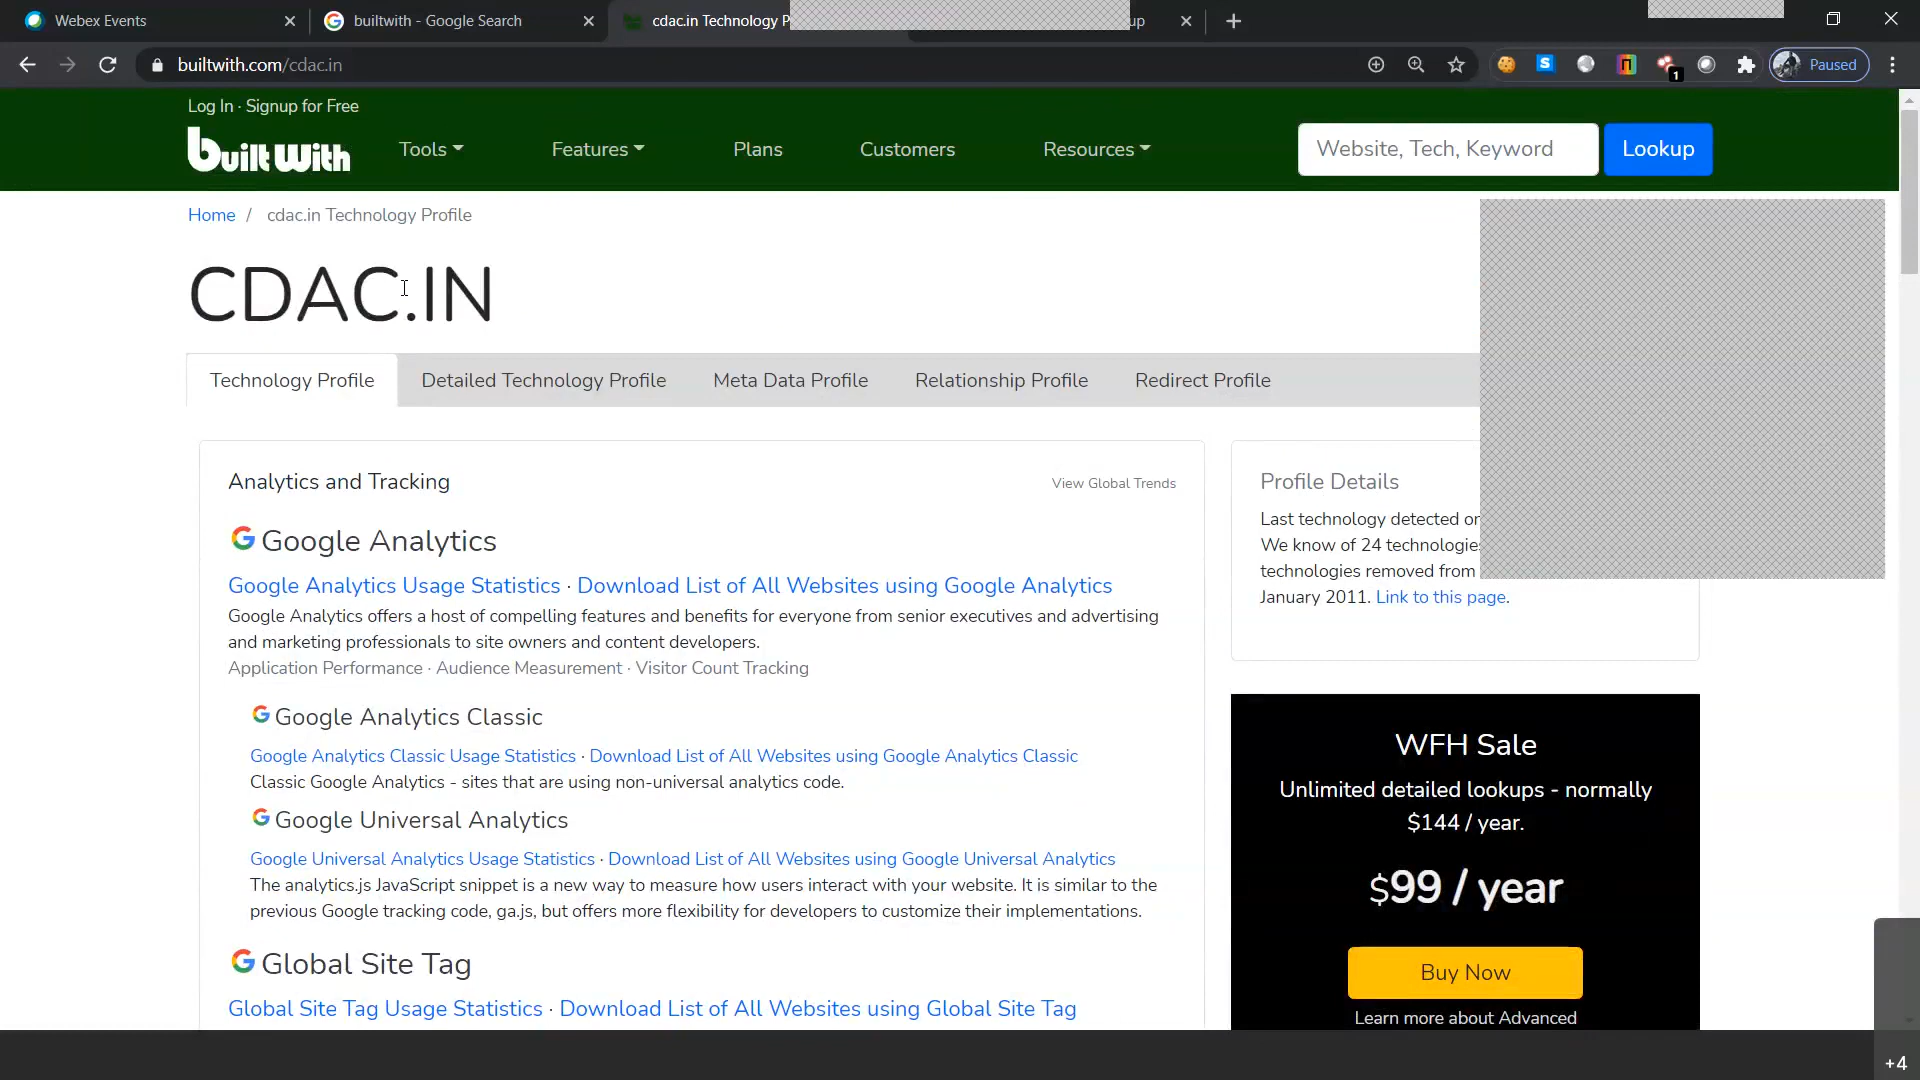 Webex Events
builtwith - Google Search
cdac.in Technology P
up
builtwith.com/cdac.in
1
Paused
Log In · Signup for Free
built with
Tools
Features
Plans
Customers
Resources
Website, Tech, Keyword
Lookup
Home / cdac.in Technology Profile
CDAC.IN
Technology Profile
Detailed Technology Profile
Meta Data Profile
Relationship Profile
Redirect Profile
Analytics and Tracking
View Global Trends
Google Analytics
Google Analytics Usage Statistics · Download List of All Websites using Google Analytics
Google Analytics offers a host of compelling features and benefits for everyone from senior executives and advertising
and marketing professionals to site owners and content developers.
Application Performance · Audience Measurement · Visitor Count Tracking
Google Analytics Classic
Google Analytics Classic Usage Statistics · Download List of All Websites using Google Analytics Classic
Classic Google Analytics - sites that are using non-universal analytics code.
Google Universal Analytics
Google Universal Analytics Usage Statistics · Download List of All Websites using Google Universal Analytics
The analytics.js JavaScript snippet is a new way to measure how users interact with your website. It is similar to the
previous Google tracking code, ga.js, but offers more flexibility for developers to customize their implementations.
Global Site Tag
Global Site Tag Usage Statistics · Download List of All Websites using Global Site Tag
Profile Details
Last technology detected
We know of 24
technologies removed from
January 2011. Link to this page.
WFH Sale
Unlimited detailed lookups - normally
$144 / year.
$99 / year
Buy Now
Learn more about Advanced
+4